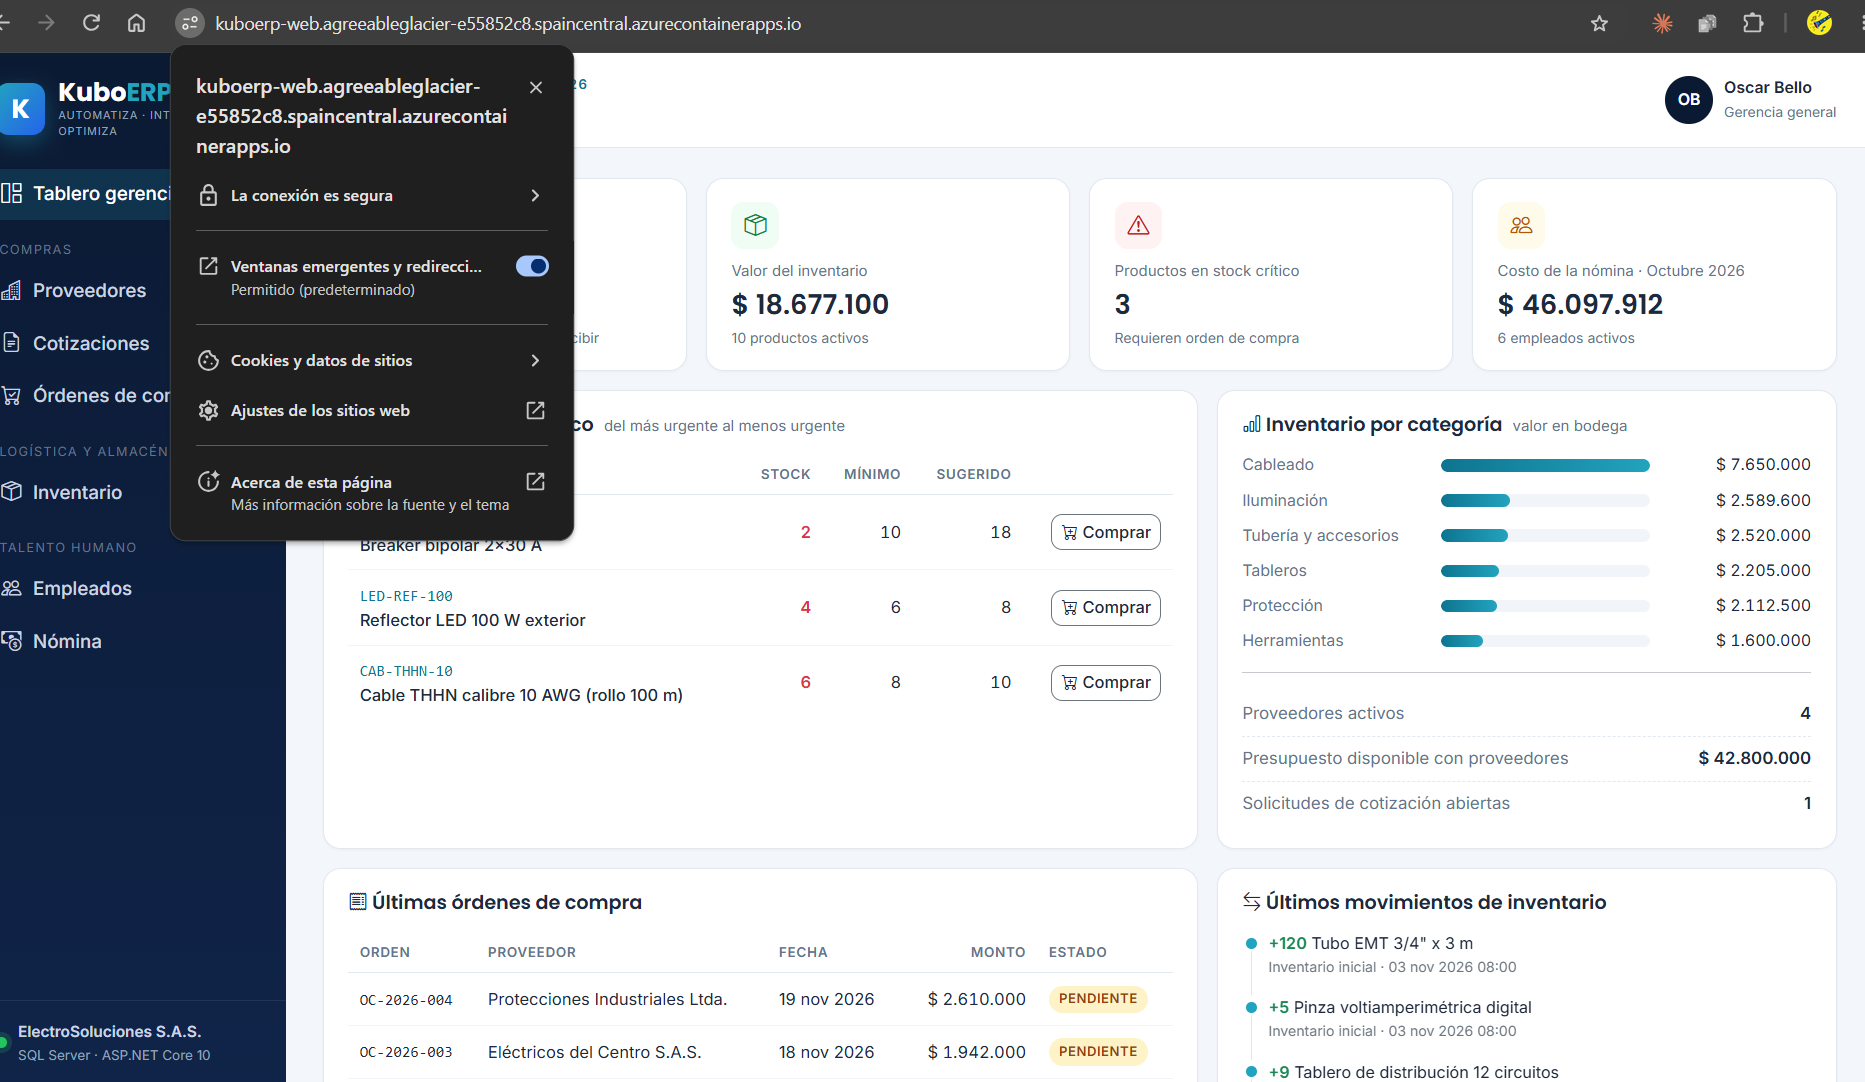 kuboerp-web.agreeableglacier-e55852c8.spaincentral.azurecontainerapps.io
kuboerp-web.agreeableglacier-
e55852c8.spaincentral.azurecontai
nerapps.io
La conexión es segura
Ventanas emergentes y redirecci...
Permitido (predeterminado)
Cookies y datos de sitios
Ajustes de los sitios web
Acerca de esta página
Más información sobre la fuente y el tema
K
KuboERP
AUTOMATIZA · INT
OPTIMIZA
Tablero gerenci
COMPRAS
Proveedores
Cotizaciones
Órdenes de cor
LOGÍSTICA Y ALMACÉN
Inventario
TALENTO HUMANO
Empleados
Nómina
ElectroSoluciones S.A.S.
SQL Server · ASP.NET Core 10
26
OB
Oscar Bello
Gerencia general
cibir
Valor del inventario
$ 18.677.100
10 productos activos
Productos en stock crítico
3
Requieren orden de compra
Costo de la nómina · Octubre 2026
$ 46.097.912
6 empleados activos
co del más urgente al menos urgente
STOCK MÍNIMO SUGERIDO
Breaker bipolar 2×30 A
2 10 18 Comprar
LED-REF-100
Reflector LED 100 W exterior
4 6 8 Comprar
CAB-THHN-10
Cable THHN calibre 10 AWG (rollo 100 m)
6 8 10 Comprar
Inventario por categoría valor en bodega
Cableado $ 7.650.000
Iluminación $ 2.589.600
Tubería y accesorios $ 2.520.000
Tableros $ 2.205.000
Protección $ 2.112.500
Herramientas $ 1.600.000
Proveedores activos 4
Presupuesto disponible con proveedores $ 42.800.000
Solicitudes de cotización abiertas 1
Últimas órdenes de compra
ORDEN PROVEEDOR FECHA MONTO ESTADO
OC-2026-004 Protecciones Industriales Ltda. 19 nov 2026 $ 2.610.000 PENDIENTE
OC-2026-003 Eléctricos del Centro S.A.S. 18 nov 2026 $ 1.942.000 PENDIENTE
Últimos movimientos de inventario
+120 Tubo EMT 3/4" x 3 m
Inventario inicial · 03 nov 2026 08:00
+5 Pinza voltiamperimétrica digital
Inventario inicial · 03 nov 2026 08:00
+9 Tablero de distribución 12 circuitos